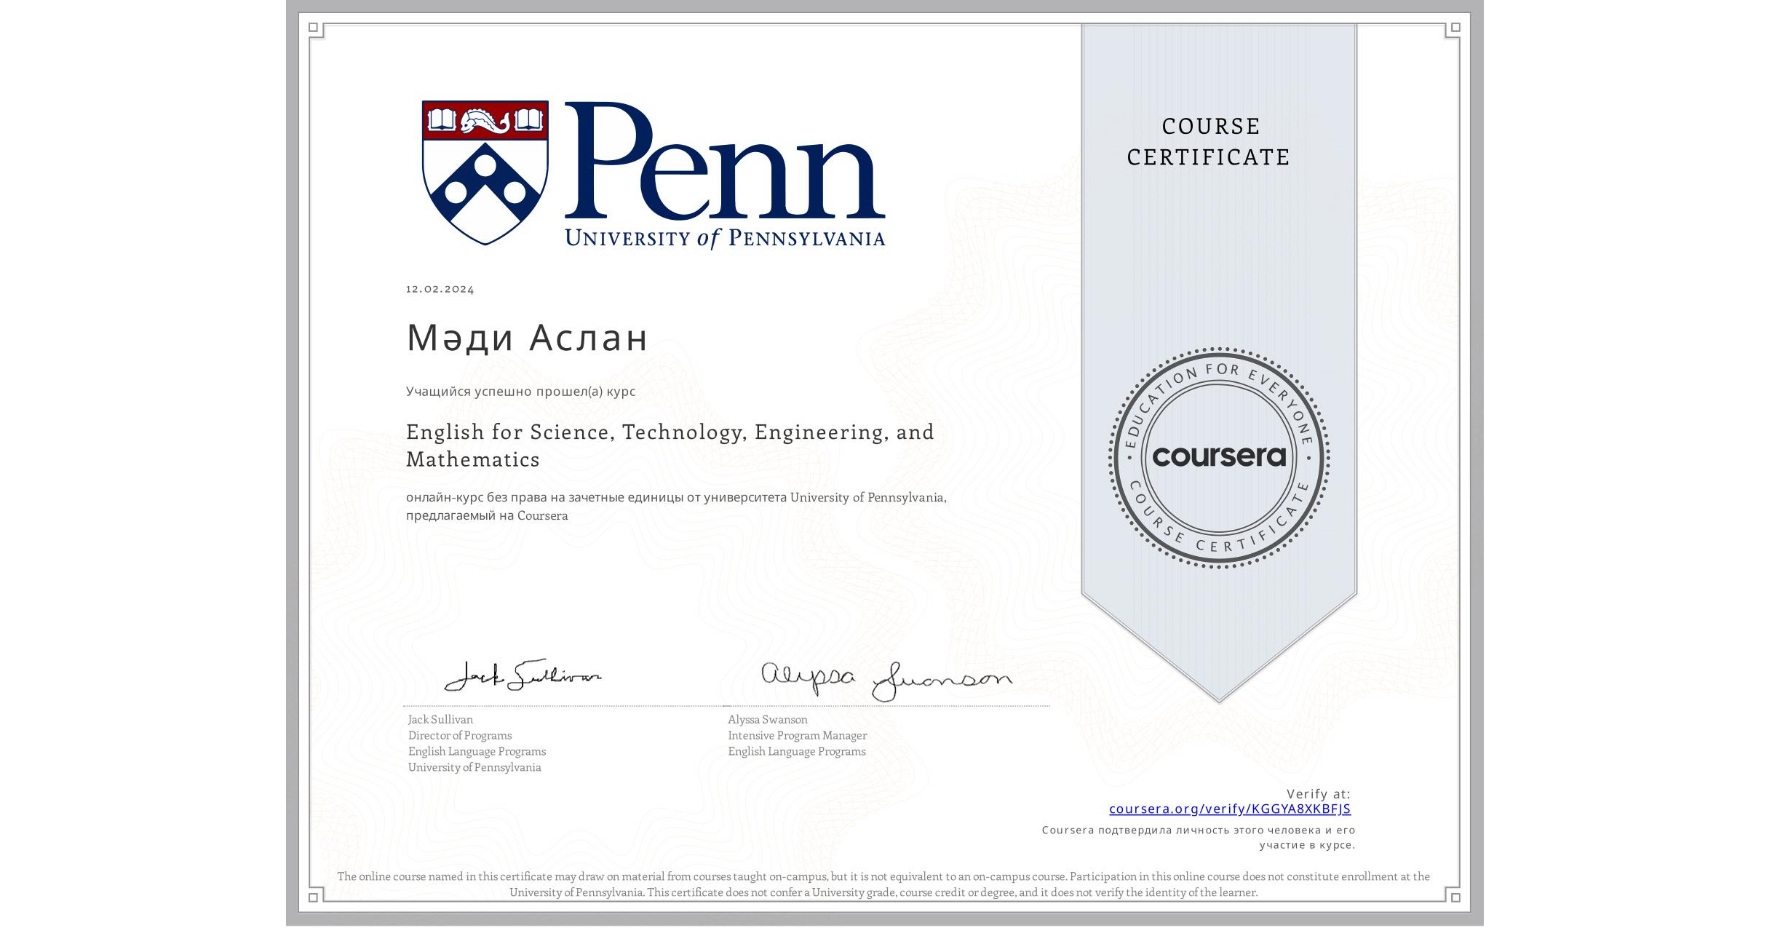 Penn
UNIVERSITY of PENNSYLVANIA
COURSE
CERTIFICATE
12.02.2024
Мәди Аслан
Учащийся успешно прошел(а) курс
English for Science, Technology, Engineering, and
Mathematics
онлайн-курс без права на зачетные единицы от университета University of Pennsylvania,
предлагаемый на Coursera
EDUCATION FOR EVERYONE
coursera
COURSE CERTIFICATE
Jack Sullivan
Alyssa Swanson
Jack Sullivan
Director of Programs
English Language Programs
University of Pennsylvania
Alyssa Swanson
Intensive Program Manager
English Language Programs
Verify at:
coursera.org/verify/KGGYA8XKBFJS
Coursera подтвердила личность этого человека и его
участие в курсе.
The online course named in this certificate may draw on material from courses taught on-campus, but it is not equivalent to an on-campus course. Participation in this online course does not constitute enrollment at the
University of Pennsylvania. This certificate does not confer a University grade, course credit or degree, and it does not verify the identity of the learner.